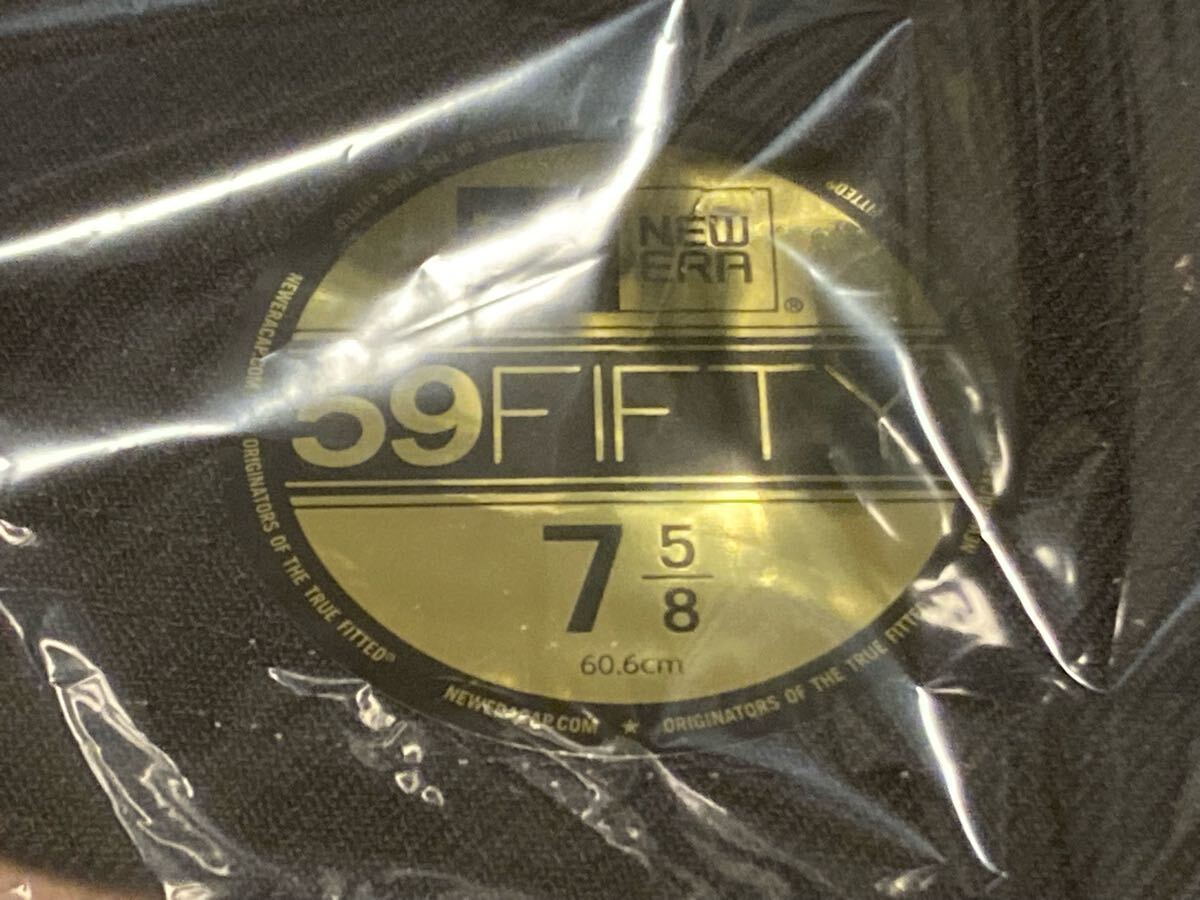 NEW
ERA
®
59FIFTY
7 5/8
60.6cm
NEWERACAP.COM
ORIGINATORS OF THE TRUE FITTED®
NEWERACAP.COM ★ ORIGINATORS OF THE TRUE
FITTED®